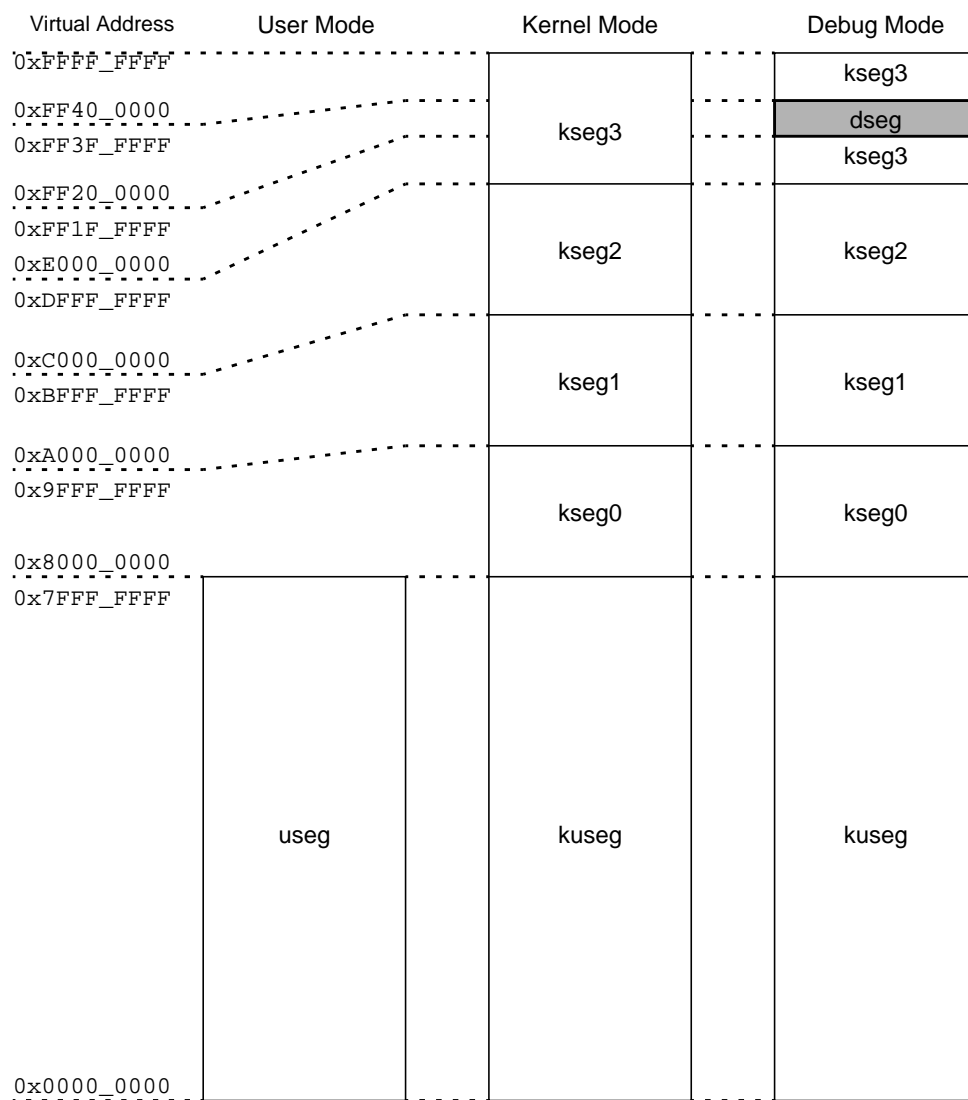 Virtual Address User Mode Kernel Mode Debug Mode
0xFFFF_FFFF
kseg3
0xFF40_0000
dseg
kseg3
0xFF3F_FFFF
kseg3
0xFF20_0000
0xFF1F_FFFF
kseg2 kseg2
0xE000_0000
0xDFFF_FFFF
0xC000_0000
kseg1 kseg1
0xBFFF_FFFF
0xA000_0000
0x9FFF_FFFF
kseg0 kseg0
0x8000_0000
0x7FFF_FFFF
useg kuseg kuseg
0x0000_0000